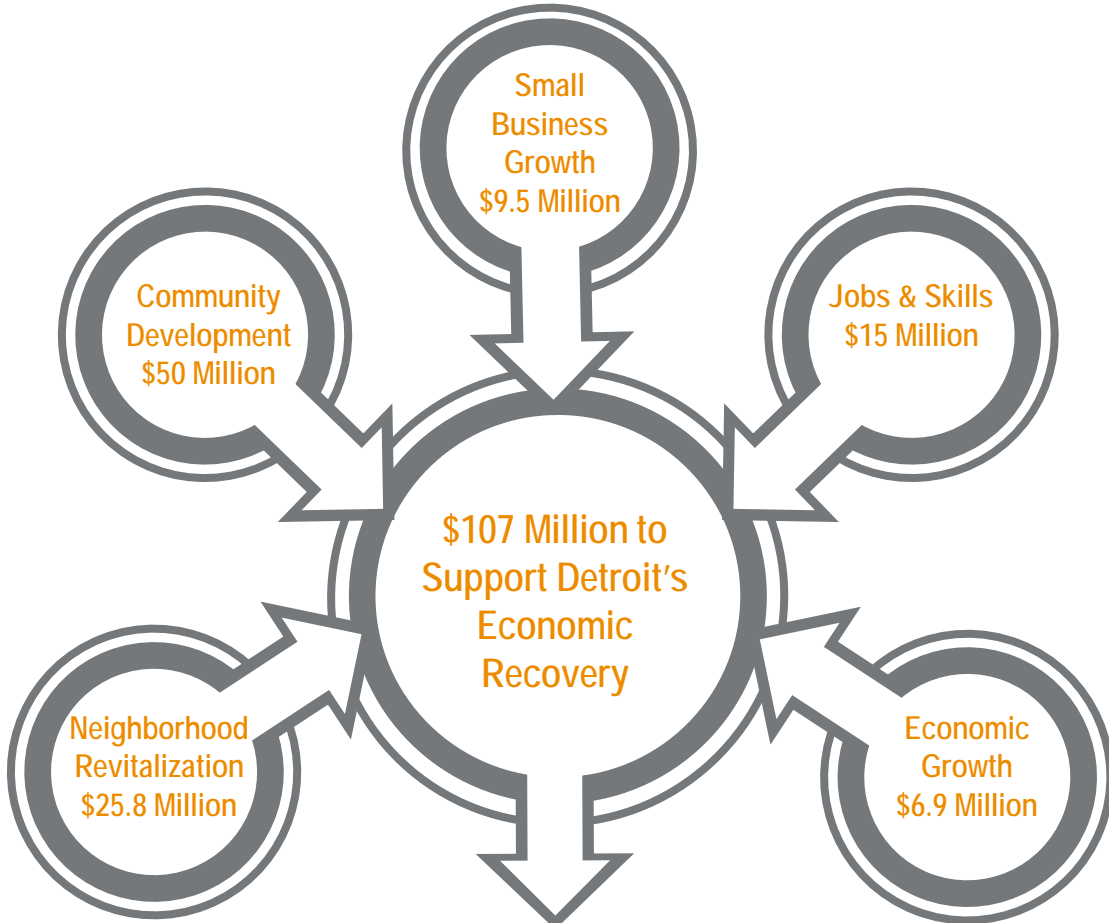 Small
Business
Growth
$9.5 Million
Community
Development
$50 Million
Jobs & Skills
$15 Million
$107 Million to
Support Detroit's
Economic
Recovery
Neighborhood
Revitalization
$25.8 Million
Economic
Growth
$6.9 Million